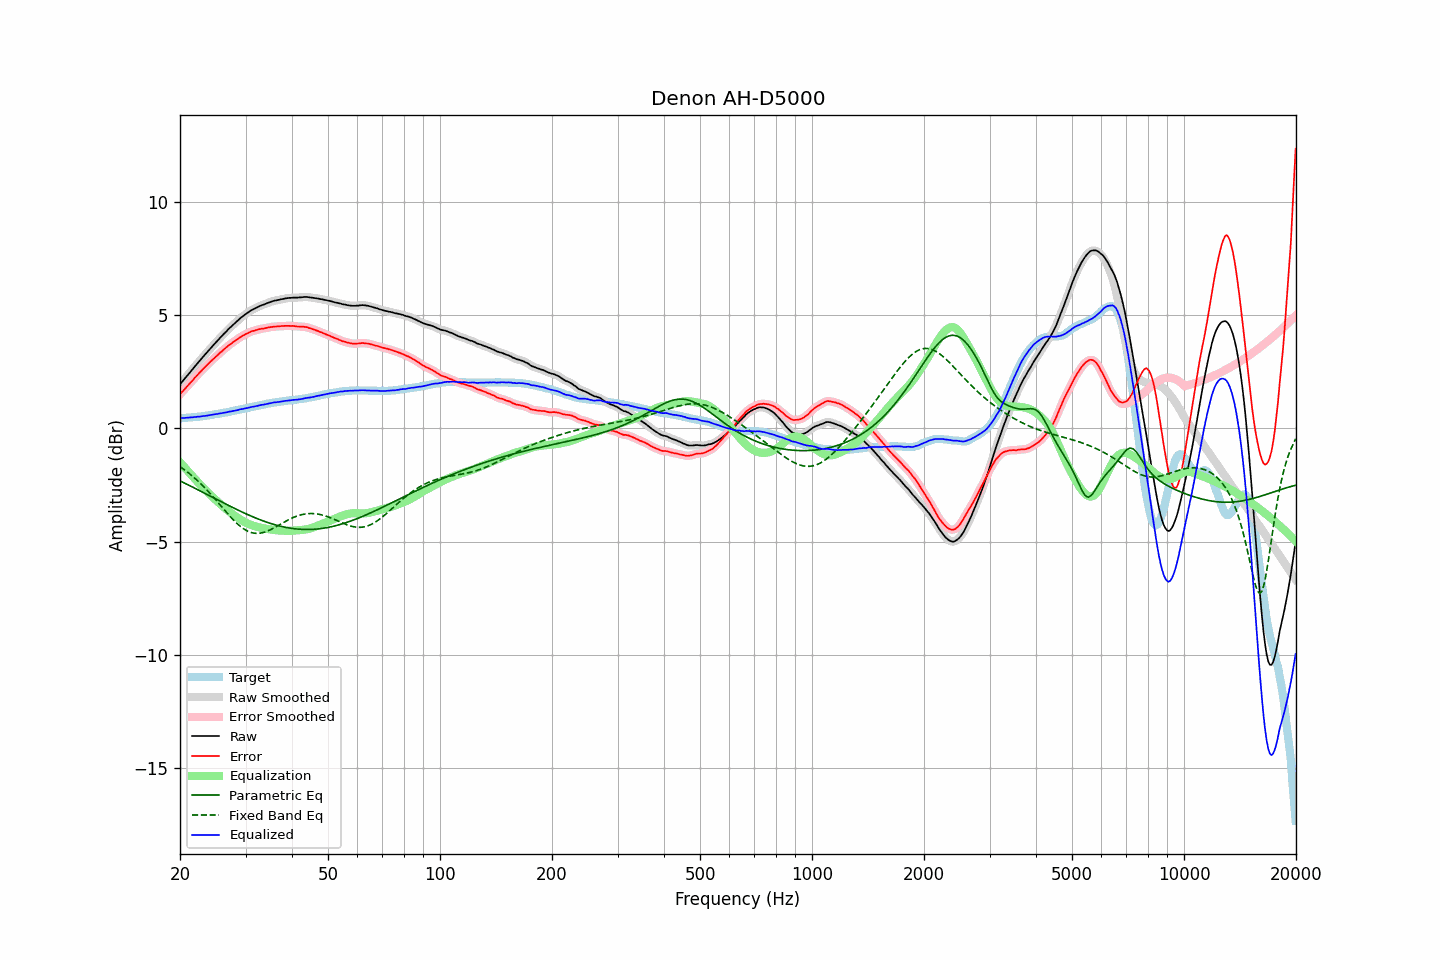 Denon AH-D5000
Amplitude (dBr)
10
5
0
−5
−10
−15
Target
Raw Smoothed
Error Smoothed
Raw
Error
Equalization
Parametric Eq
Fixed Band Eq
Equalized
20 50 100 200 500 1000 2000 5000 10000 20000
Frequency (Hz)